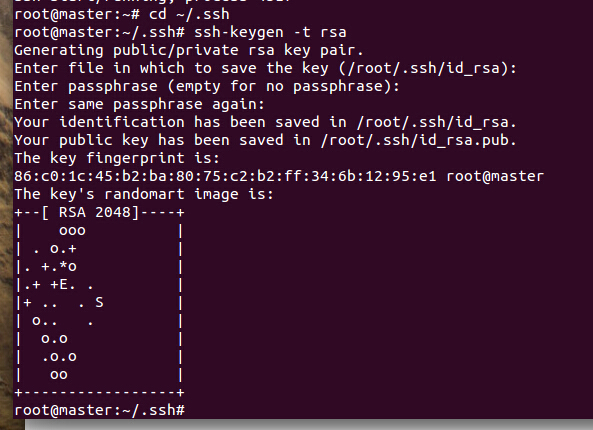 root@master:~# cd ~/.ssh
root@master:~/.ssh# ssh-keygen -t rsa
Generating public/private rsa key pair.
Enter file in which to save the key (/root/.ssh/id_rsa):
Enter passphrase (empty for no passphrase):
Enter same passphrase again:
Your identification has been saved in /root/.ssh/id_rsa.
Your public key has been saved in /root/.ssh/id_rsa.pub.
The key fingerprint is:
86:c0:1c:45:b2:ba:80:75:c2:b2:ff:34:6b:12:95:e1 root@master
The key's randomart image is:
+--[ RSA 2048]----+
|    ooo          |
| . o.+           |
|. +.*o           |
|.+ +E. .         |
|+ ..  . S        |
| o..   .         |
|  o.o            |
|  .o.o           |
|   oo            |
+-----------------+
root@master:~/.ssh#